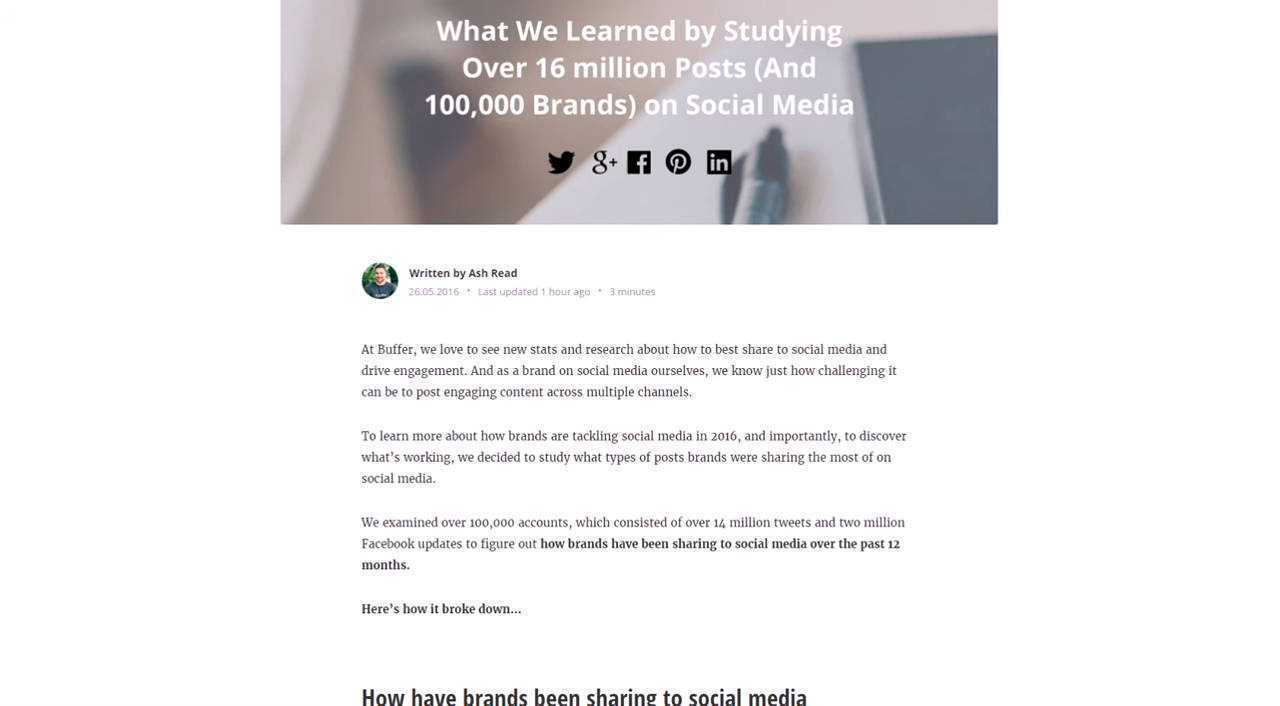 What We Learned by Studying
Over 16 million Posts (And
100,000 Brands) on Social Media
Written by Ash Read
26.05.2016 • Last updated 1 hour ago • 3 minutes
At Buffer, we love to see new stats and research about how to best share to social media and
drive engagement. And as a brand on social media ourselves, we know just how challenging it
can be to post engaging content across multiple channels.
To learn more about how brands are tackling social media in 2016, and importantly, to discover
what’s working, we decided to study what types of posts brands were sharing the most of on
social media.
We examined over 100,000 accounts, which consisted of over 14 million tweets and two million
Facebook updates to figure out how brands have been sharing to social media over the past 12
months.
Here’s how it broke down...
How have brands been sharing to social media